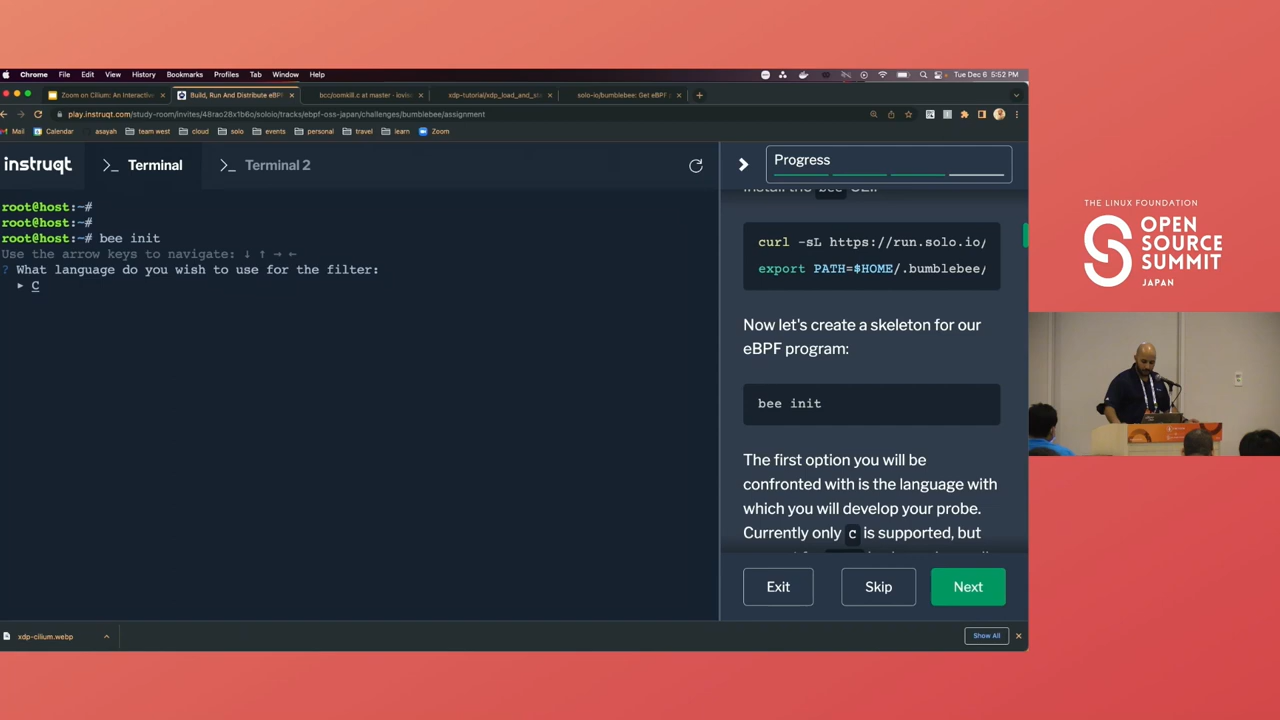 Chrome File Edit View History Bookmarks Profiles Tab Window Help
Tue Dec 6 5:52 PM
Zoom on Cilium: An Interactive
Build, Run And Distribute eBP
bcc/oomkill.c at master · iovis
xdp-tutorial/xdp_load_and_st
solo-io/bumblebee: Get eBPF
play.instruqt.com/study-room/invites/48rao28x1b6o/soloio/tracks/ebpf-oss-japan/challenges/bumblebee/assignment
Mail Calendar asayah team west cloud solo events personal travel learn Zoom
instruqt
>_ Terminal
>_ Terminal 2
root@host:~#
root@host:~#
root@host:~# bee init
Use the arrow keys to navigate: ↓ ↑ → ←
? What language do you wish to use for the filter:
▸ C
Progress
curl -sL https://run.solo.io/
export PATH=$HOME/.bumblebee/
Now let's create a skeleton for our
eBPF program:
bee init
The first option you will be
confronted with is the language with
which you will develop your probe.
Currently only C is supported, but
Exit
Skip
Next
xdp-cilium.webp
Show All
THE LINUX FOUNDATION
OPEN
SOURCE
SUMMIT
JAPAN